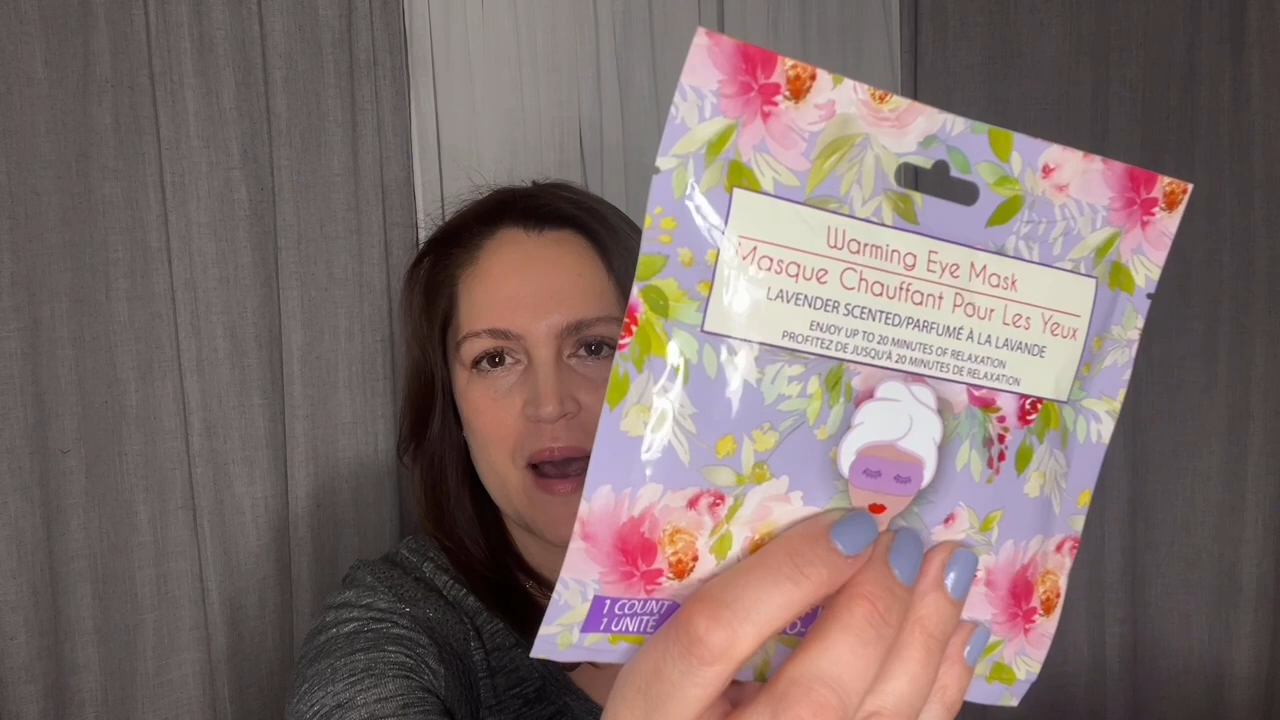 Warming Eye Mask
Masque Chauffant Pour Les Yeux
LAVENDER SCENTED/PARFUMÉ À LA LAVANDE
ENJOY UP TO 20 MINUTES OF RELAXATION
PROFITEZ DE JUSQU'À 20 MINUTES DE RELAXATION
1 COUNT
1 UNITÉ